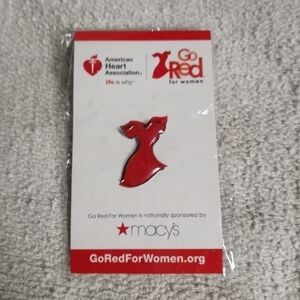 American
Heart
Association®
life is why™
Go
Red
for women
Go Red For Women is nationally sponsored by
★macy's
GoRedForWomen.org